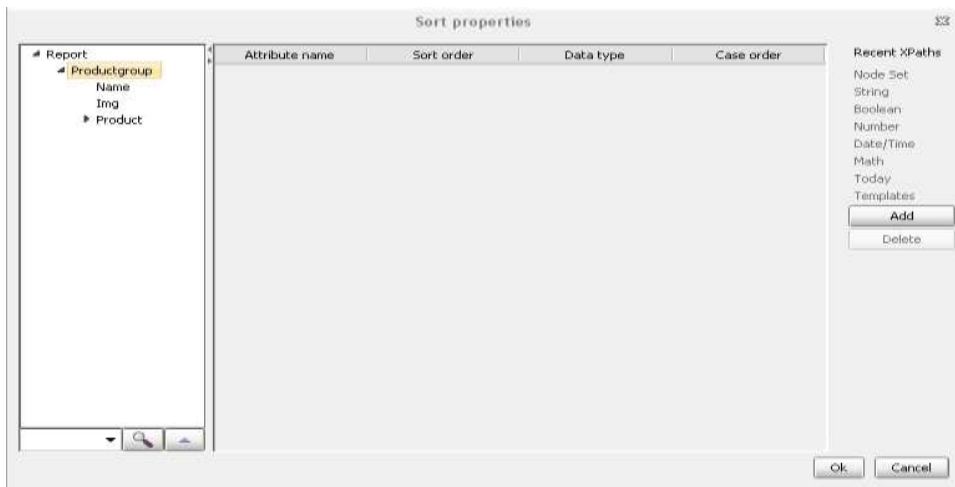 Sort properties
Report
Productgroup
Name
Img
Product
Attribute name Sort order Data type Case order
Recent XPaths
Node Set
String
Boolean
Number
Date/Time
Math
Today
Templates
Add
Delete
Ok Cancel